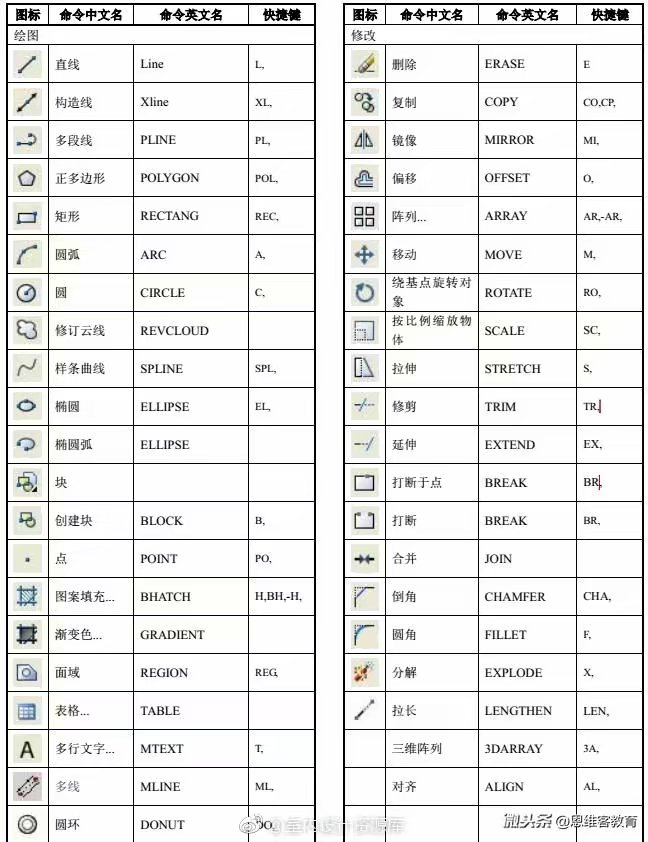 图标 命令中文名 命令英文名 快捷键
绘图
直线 Line L,
构造线 Xline XL,
多段线 PLINE PL,
正多边形 POLYGON POL,
矩形 RECTANG REC,
圆弧 ARC A,
圆 CIRCLE C,
修订云线 REVCLOUD
样条曲线 SPLINE SPL,
椭圆 ELLIPSE EL,
椭圆弧 ELLIPSE
块
创建块 BLOCK B,
点 POINT PO,
图案填充... BHATCH H,BH,-H,
渐变色... GRADIENT
面域 REGION REG,
表格... TABLE
A 多行文字... MTEXT T,
多线 MLINE ML,
圆环 DONUT DO,
图标 命令中文名 命令英文名 快捷键
修改
删除 ERASE E
复制 COPY CO,CP,
镜像 MIRROR MI,
偏移 OFFSET O,
阵列... ARRAY AR,-AR,
移动 MOVE M,
绕基点旋转对
象 ROTATE RO,
按比例缩放物
体 SCALE SC,
拉伸 STRETCH S,
修剪 TRIM TR,
延伸 EXTEND EX,
打断于点 BREAK BR,
打断 BREAK BR,
合并 JOIN
倒角 CHAMFER CHA,
圆角 FILLET F,
分解 EXPLODE X,
拉长 LENGTHEN LEN,
三维阵列 3DARRAY 3A,
对齐 ALIGN AL,
@室内设计资源库
头条 @恩维客教育